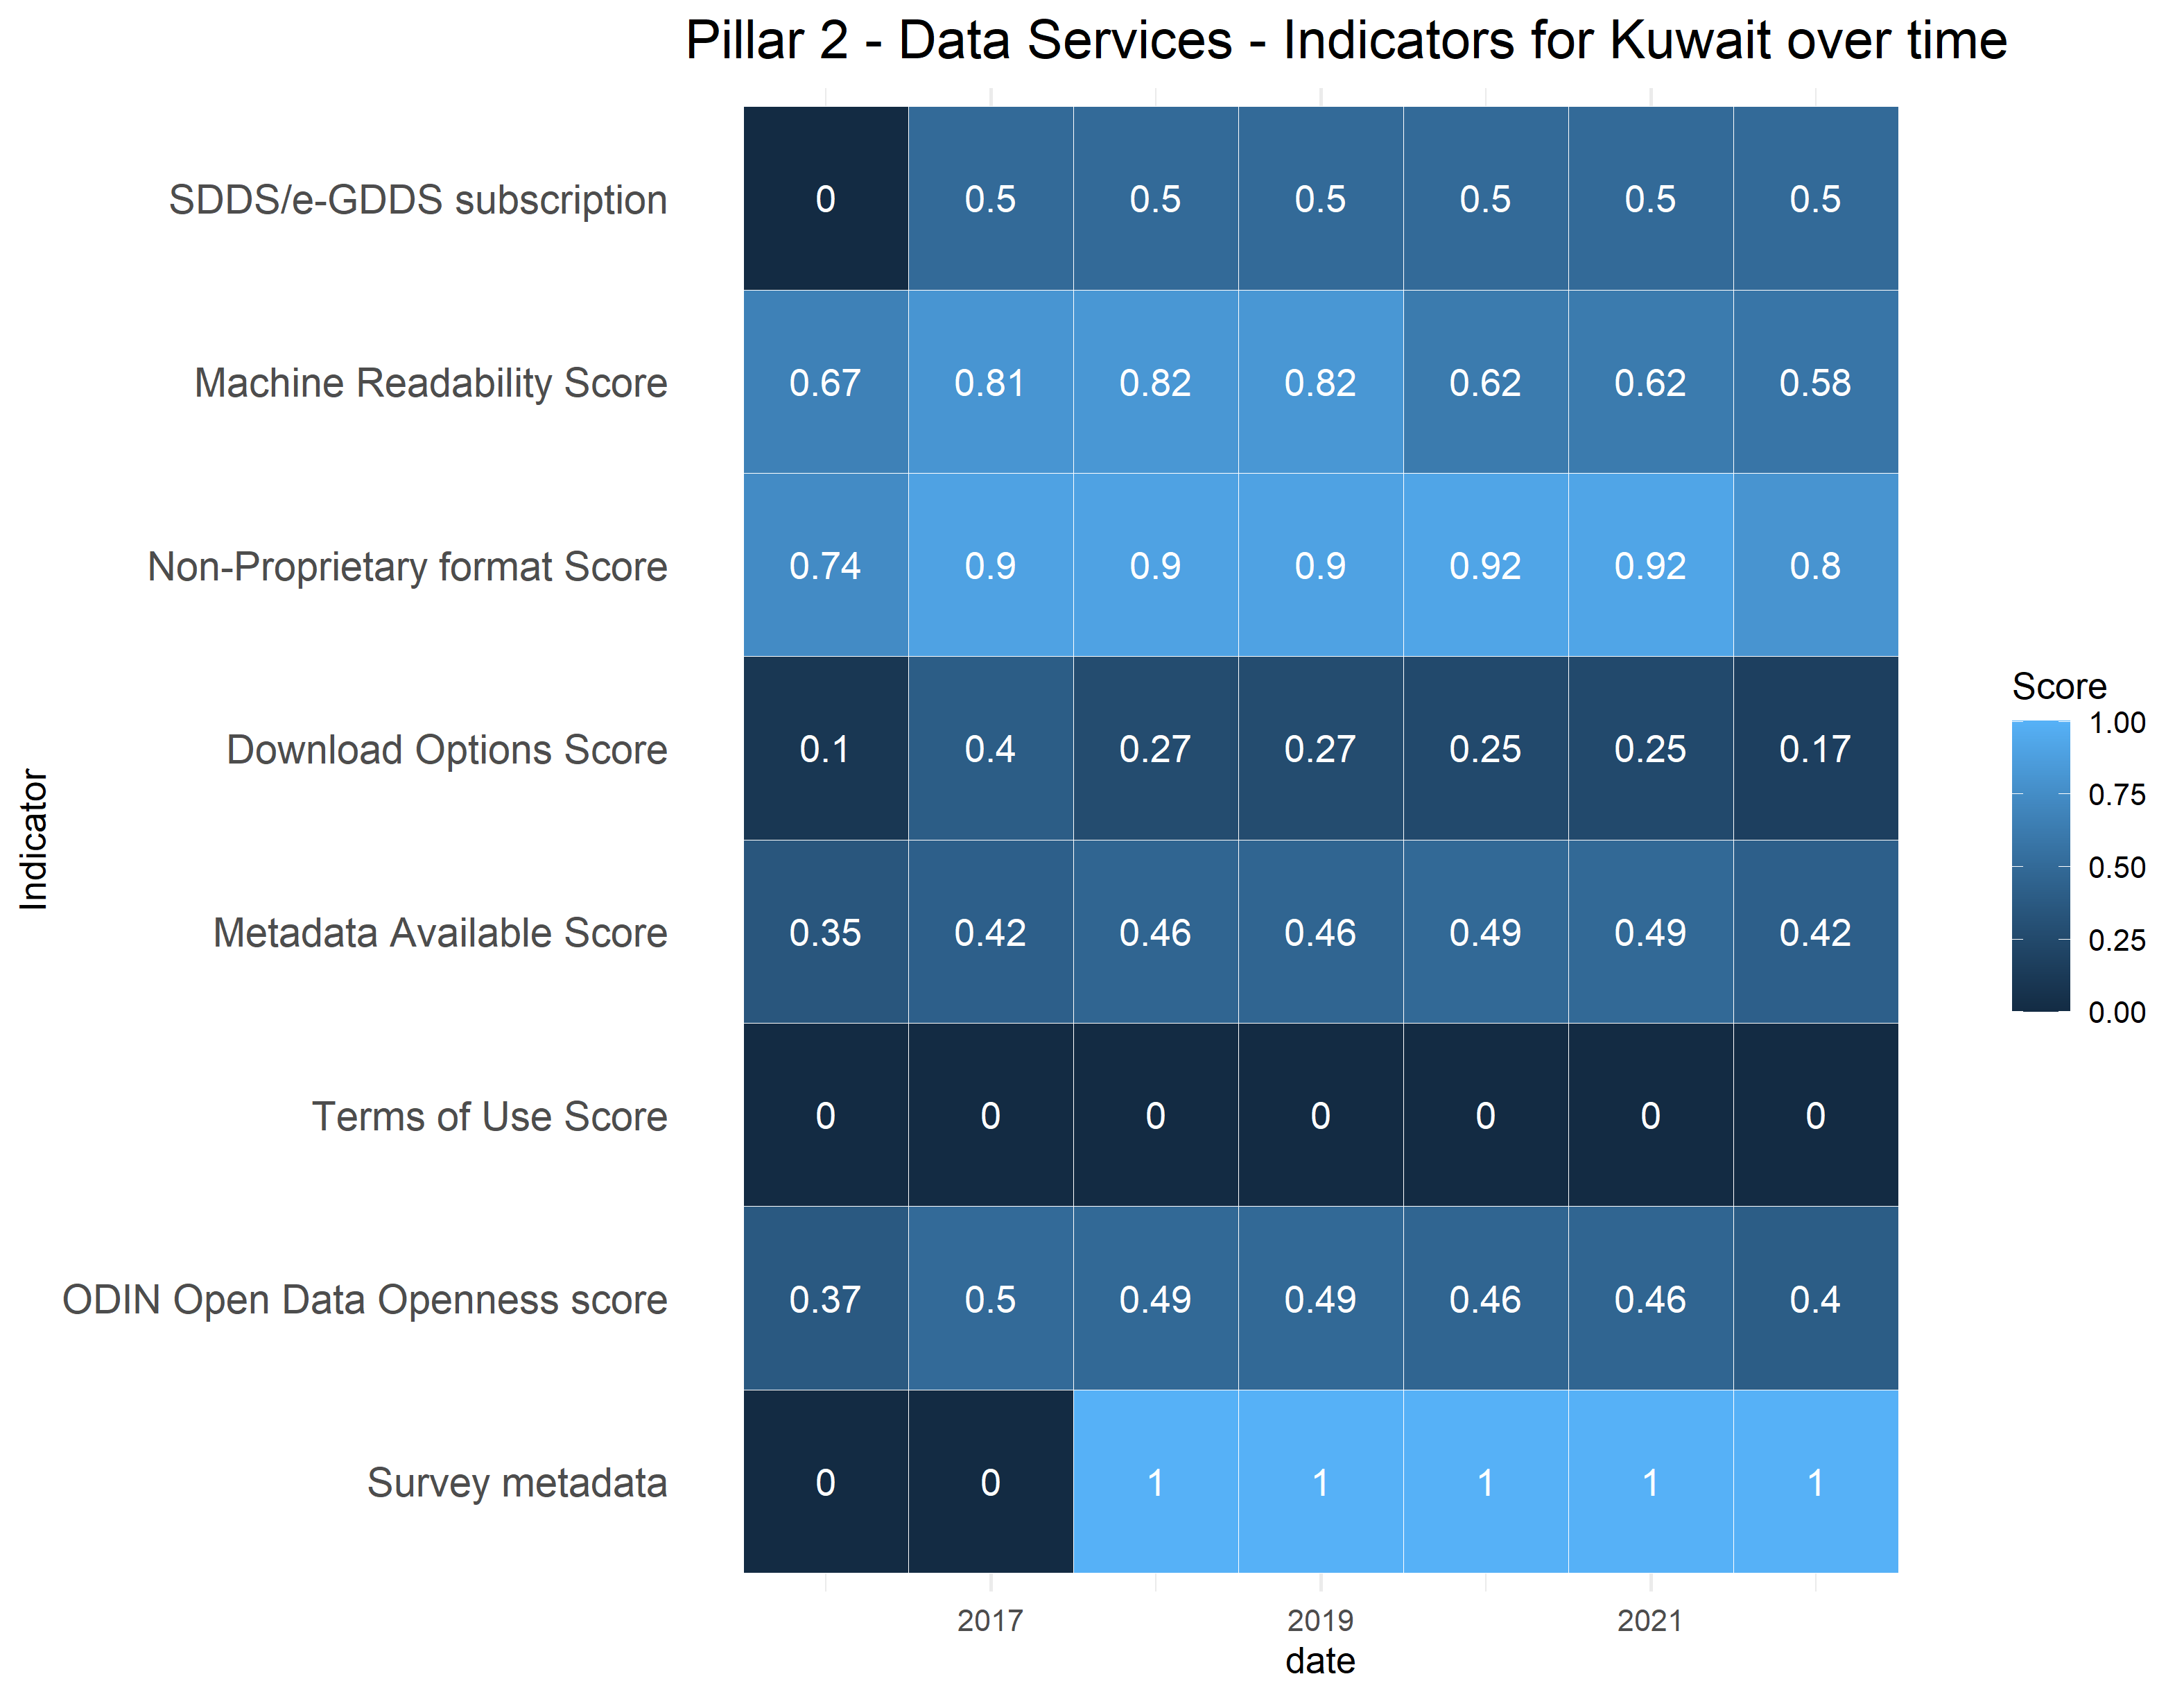 Pillar 2 - Data Services - Indicators for Kuwait over time
SDDS/e-GDDS subscription 0 0.5 0.5 0.5 0.5 0.5 0.5
Machine Readability Score 0.67 0.81 0.82 0.82 0.62 0.62 0.58
Non-Proprietary format Score 0.74 0.9 0.9 0.9 0.92 0.92 0.8
Download Options Score 0.1 0.4 0.27 0.27 0.25 0.25 0.17
Metadata Available Score 0.35 0.42 0.46 0.46 0.49 0.49 0.42
Terms of Use Score 0 0 0 0 0 0 0
ODIN Open Data Openness score 0.37 0.5 0.49 0.49 0.46 0.46 0.4
Survey metadata 0 0 1 1 1 1 1
2017 2019 2021
date
Indicator
Score
1.00
0.75
0.50
0.25
0.00